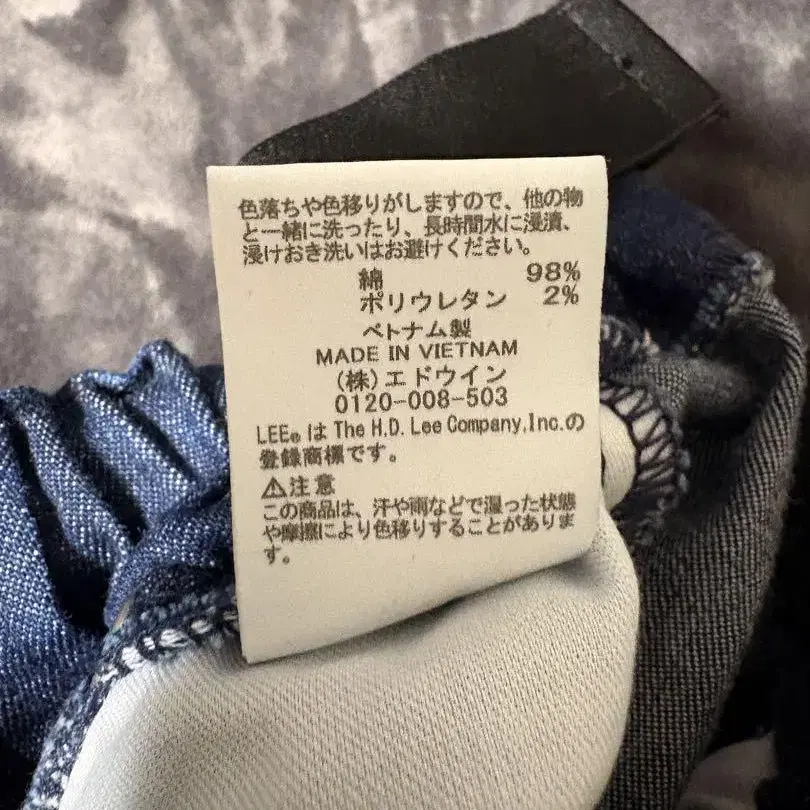 色落ちや色移りがしますので、他の物
と一緒に洗ったり、長時間水に浸漬、
浸けおき洗いはお避けください。
綿 98%
ポリウレタン 2%
ベトナム製
MADE IN VIETNAM
(株)エドウイン
0120-008-503
LEE®は The H.D. Lee Company,Inc.の
登録商標です。
⚠注意
この商品は、汗や雨などで湿った状態
や摩擦により色移りすることがありま
す。